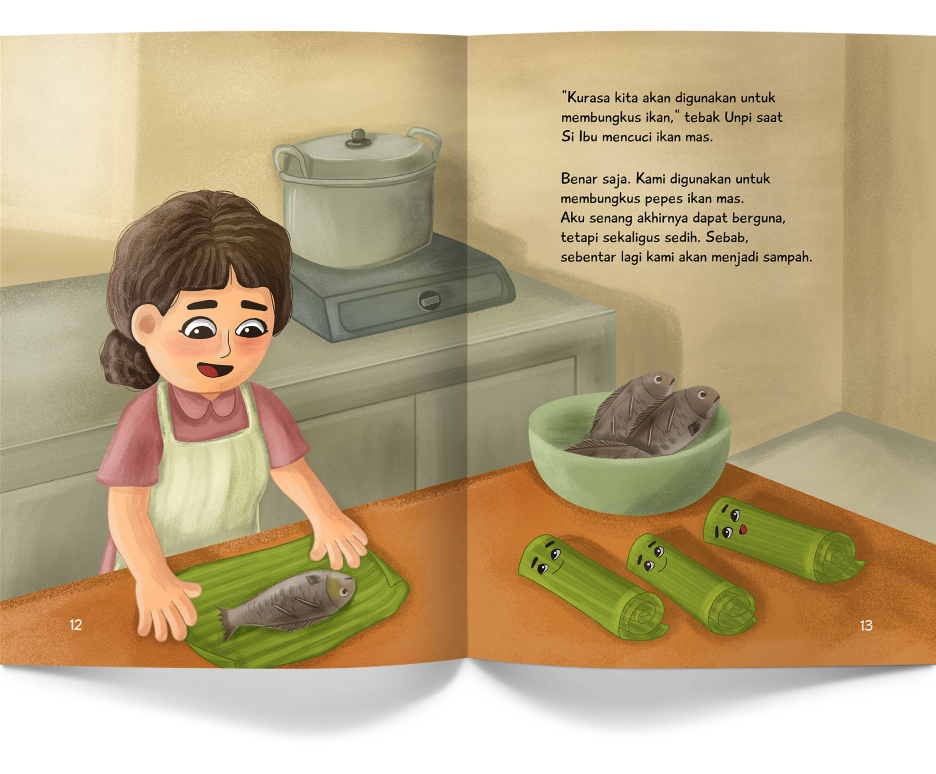 "Kurasa kita akan digunakan untuk
membungkus ikan," tebak Unpi saat
Si Ibu mencuci ikan mas.
Benar saja. Kami digunakan untuk
membungkus pepes ikan mas.
Aku senang akhirnya dapat berguna,
tetapi sekaligus sedih. Sebab,
sebentar lagi kami akan menjadi sampah.
12
13